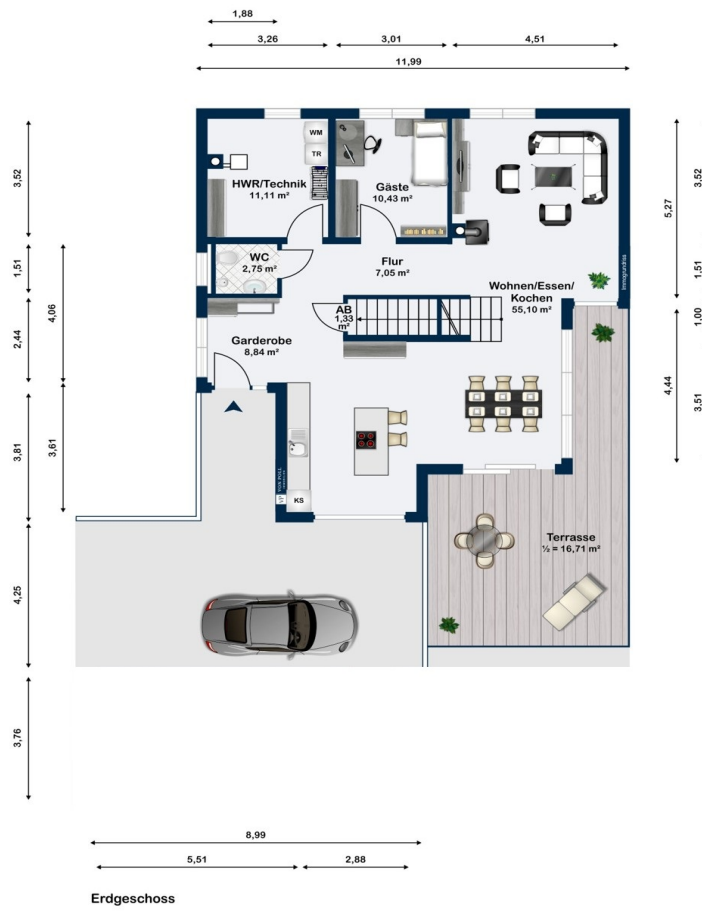 1,88
3,26
3,01
4,51
11,99
3,52
1,51
2,44
4,06
3,81
3,61
4,25
3,76
5,27
3,52
1,51
1,00
4,44
3,51
WM
TR
HWR/Technik
11,11 m²
Gäste
10,43 m²
WC
2,75 m²
Flur
7,05 m²
Wohnen/Essen/
Kochen
55,10 m²
Immogrundriss
AB
1,33
m²
Garderobe
8,84 m²
VON POLL
KS
Terrasse
½ = 16,71 m²
8,99
5,51
2,88
Erdgeschoss